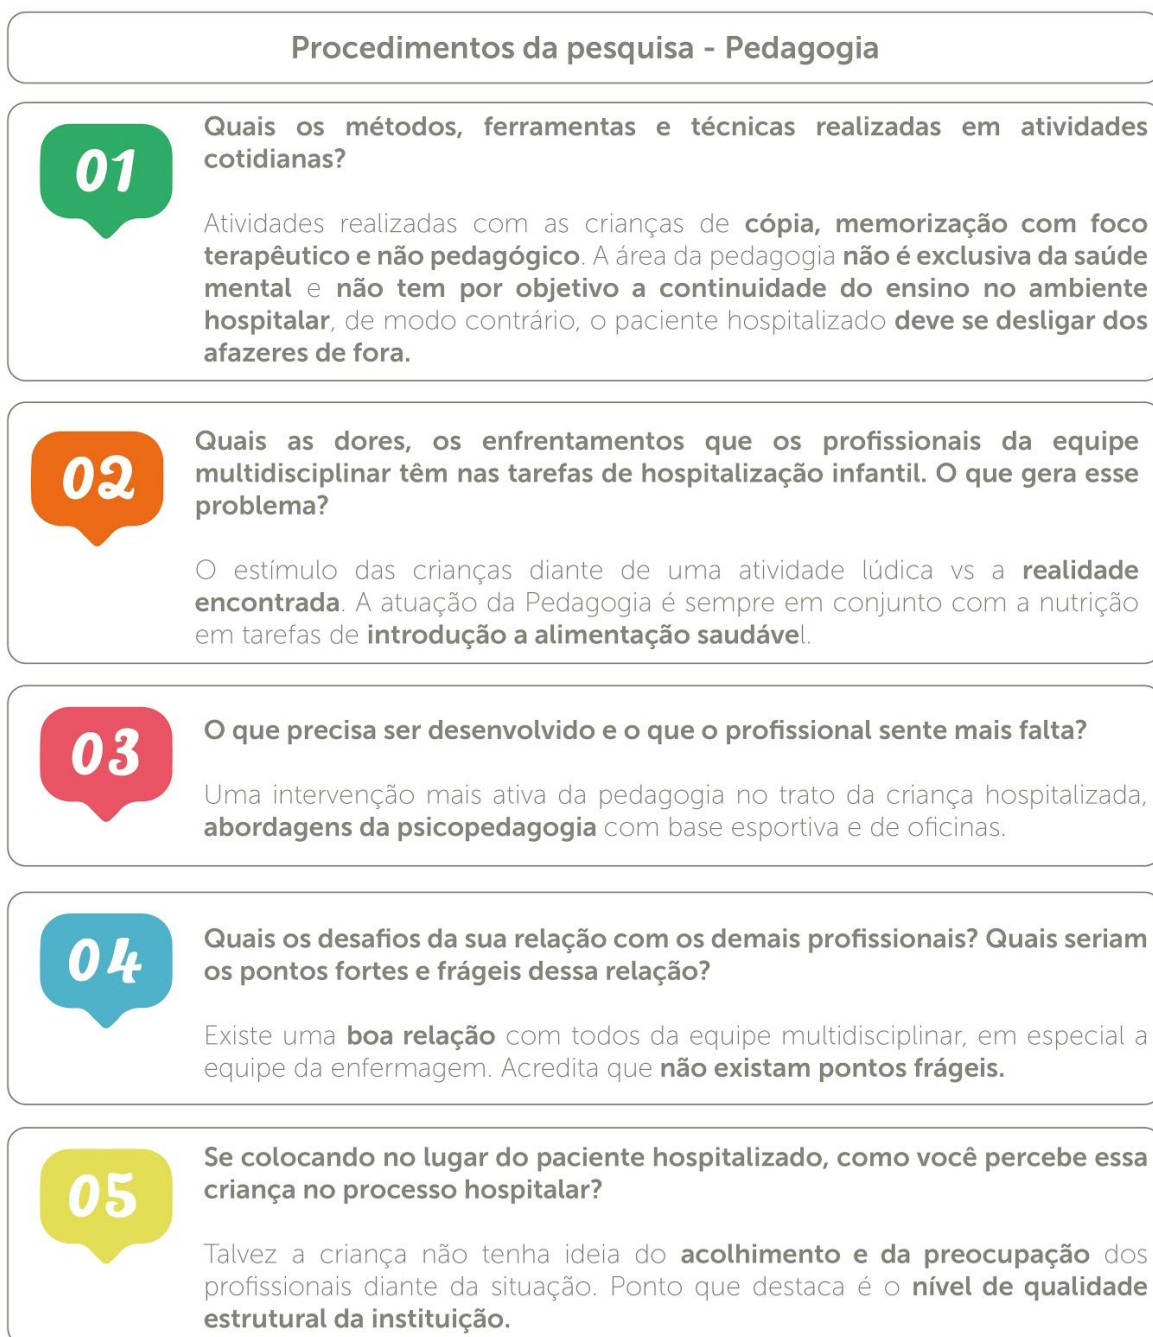 Procedimentos da pesquisa - Pedagogia
01
Quais os métodos, ferramentas e técnicas realizadas em atividades
cotidianas?
Atividades realizadas com as crianças de cópia, memorização com foco
terapêutico e não pedagógico. A área da pedagogia não é exclusiva da saúde
mental e não tem por objetivo a continuidade do ensino no ambiente
hospitalar, de modo contrário, o paciente hospitalizado deve se desligar dos
afazeres de fora.
02
Quais as dores, os enfrentamentos que os profissionais da equipe
multidisciplinar têm nas tarefas de hospitalização infantil. O que gera esse
problema?
O estímulo das crianças diante de uma atividade lúdica vs a realidade
encontrada. A atuação da Pedagogia é sempre em conjunto com a nutrição
em tarefas de introdução a alimentação saudável.
03
O que precisa ser desenvolvido e o que o profissional sente mais falta?
Uma intervenção mais ativa da pedagogia no trato da criança hospitalizada,
abordagens da psicopedagogia com base esportiva e de oficinas.
04
Quais os desafios da sua relação com os demais profissionais? Quais seriam
os pontos fortes e frágeis dessa relação?
Existe uma boa relação com todos da equipe multidisciplinar, em especial a
equipe da enfermagem. Acredita que não existam pontos frágeis.
05
Se colocando no lugar do paciente hospitalizado, como você percebe essa
criança no processo hospitalar?
Talvez a criança não tenha ideia do acolhimento e da preocupação dos
profissionais diante da situação. Ponto que destaca é o nível de qualidade
estrutural da instituição.